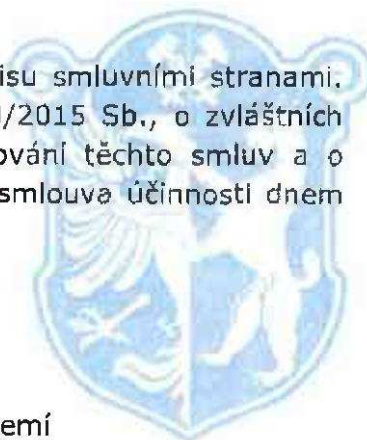 isu smluvními stranami.
/2015 Sb., o zvláštních
ování těchto smluv a o
smlouva účinnosti dnem
emí